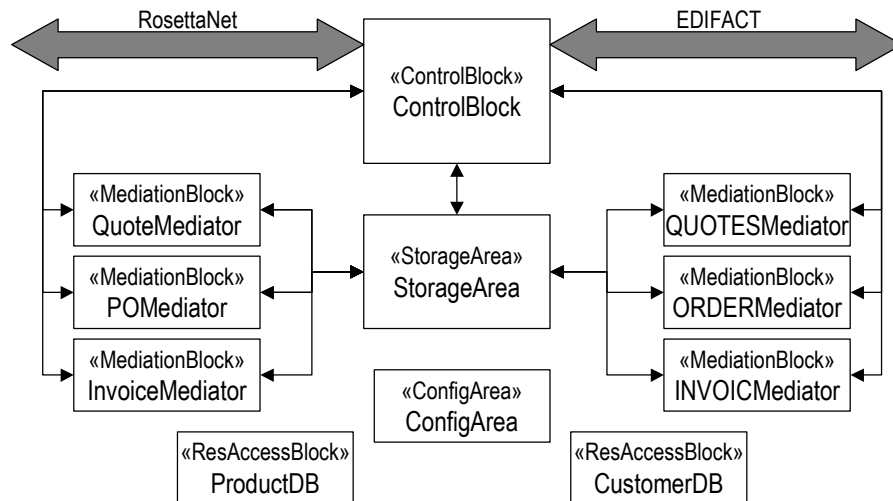 RosettaNet
EDIFACT
«ControlBlock»
ControlBlock
«MediationBlock»
QuoteMediator
«MediationBlock»
QUOTESMediator
«StorageArea»
StorageArea
«MediationBlock»
POMediator
«MediationBlock»
ORDERMediator
«MediationBlock»
InvoiceMediator
«MediationBlock»
INVOICMediator
«ConfigArea»
ConfigArea
«ResAccessBlock»
ProductDB
«ResAccessBlock»
CustomerDB